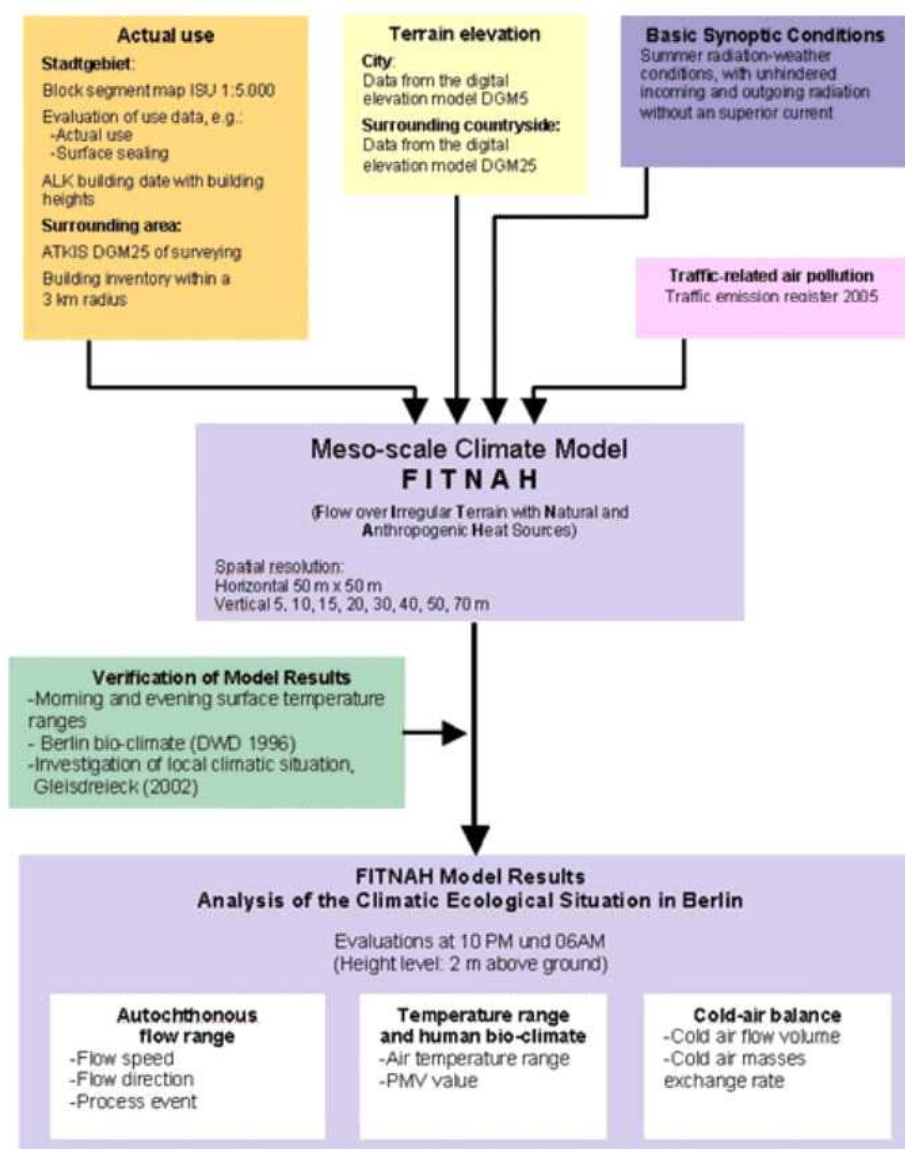 Actual use
Stadtgebiet:
Block segment map ISU 1:5.000
Evaluation of use data, e.g.:
-Actual use
-Surface sealing
ALK building date with building
heights
Surrounding area:
ATKIS DGM25 of surveying
Building inventory within a
3 km radius
Terrain elevation
City:
Data from the digital
elevation model DGM5
Surrounding countryside:
Data from the digital
elevation model DGM25
Basic Synoptic Conditions
Summer radiation-weather
conditions, with unhindered
incoming and outgoing radiation
without an superior current
Traffic-related air pollution
Traffic emission register 2005
Meso-scale Climate Model
F I T N A H
(Flow over Irregular Terrain with Natural and
Anthropogenic Heat Sources)
Spatial resolution:
Horizontal 50 m x 50 m
Vertical 5, 10, 15, 20, 30, 40, 50, 70 m
Verification of Model Results
-Morning and evening surface temperature
ranges
- Berlin bio-climate (DWD 1996)
-Investigation of local climatic situation,
Gleisdreieck (2002)
FITNAH Model Results
Analysis of the Climatic Ecological Situation in Berlin
Evaluations at 10 PM und 06AM
(Height level: 2 m above ground)
Autochthonous
flow range
-Flow speed
-Flow direction
-Process event
Temperature range
and human bio-climate
-Air temperature range
-PMV value
Cold-air balance
-Cold air flow volume
-Cold air masses
exchange rate